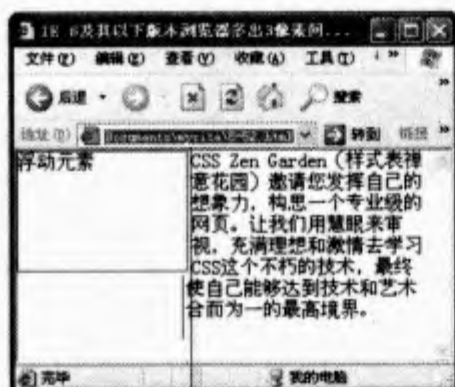 IE 6及其以下版本浏览器多出3像素问...
文件(F) 编辑(E) 查看(V) 收藏(A) 工具(T)
后退 搜索
地址(D) 转到 链接
浮动元素
CSS Zen Garden（样式表禅
意花园）邀请您发挥自己的
想象力，构思一个专业级的
网页。让我们用慧眼来审
视，充满理想和激情去学习
CSS这个不朽的技术，最终
使自己能够达到技术和艺术
合而为一的最高境界。
完毕 我的电脑